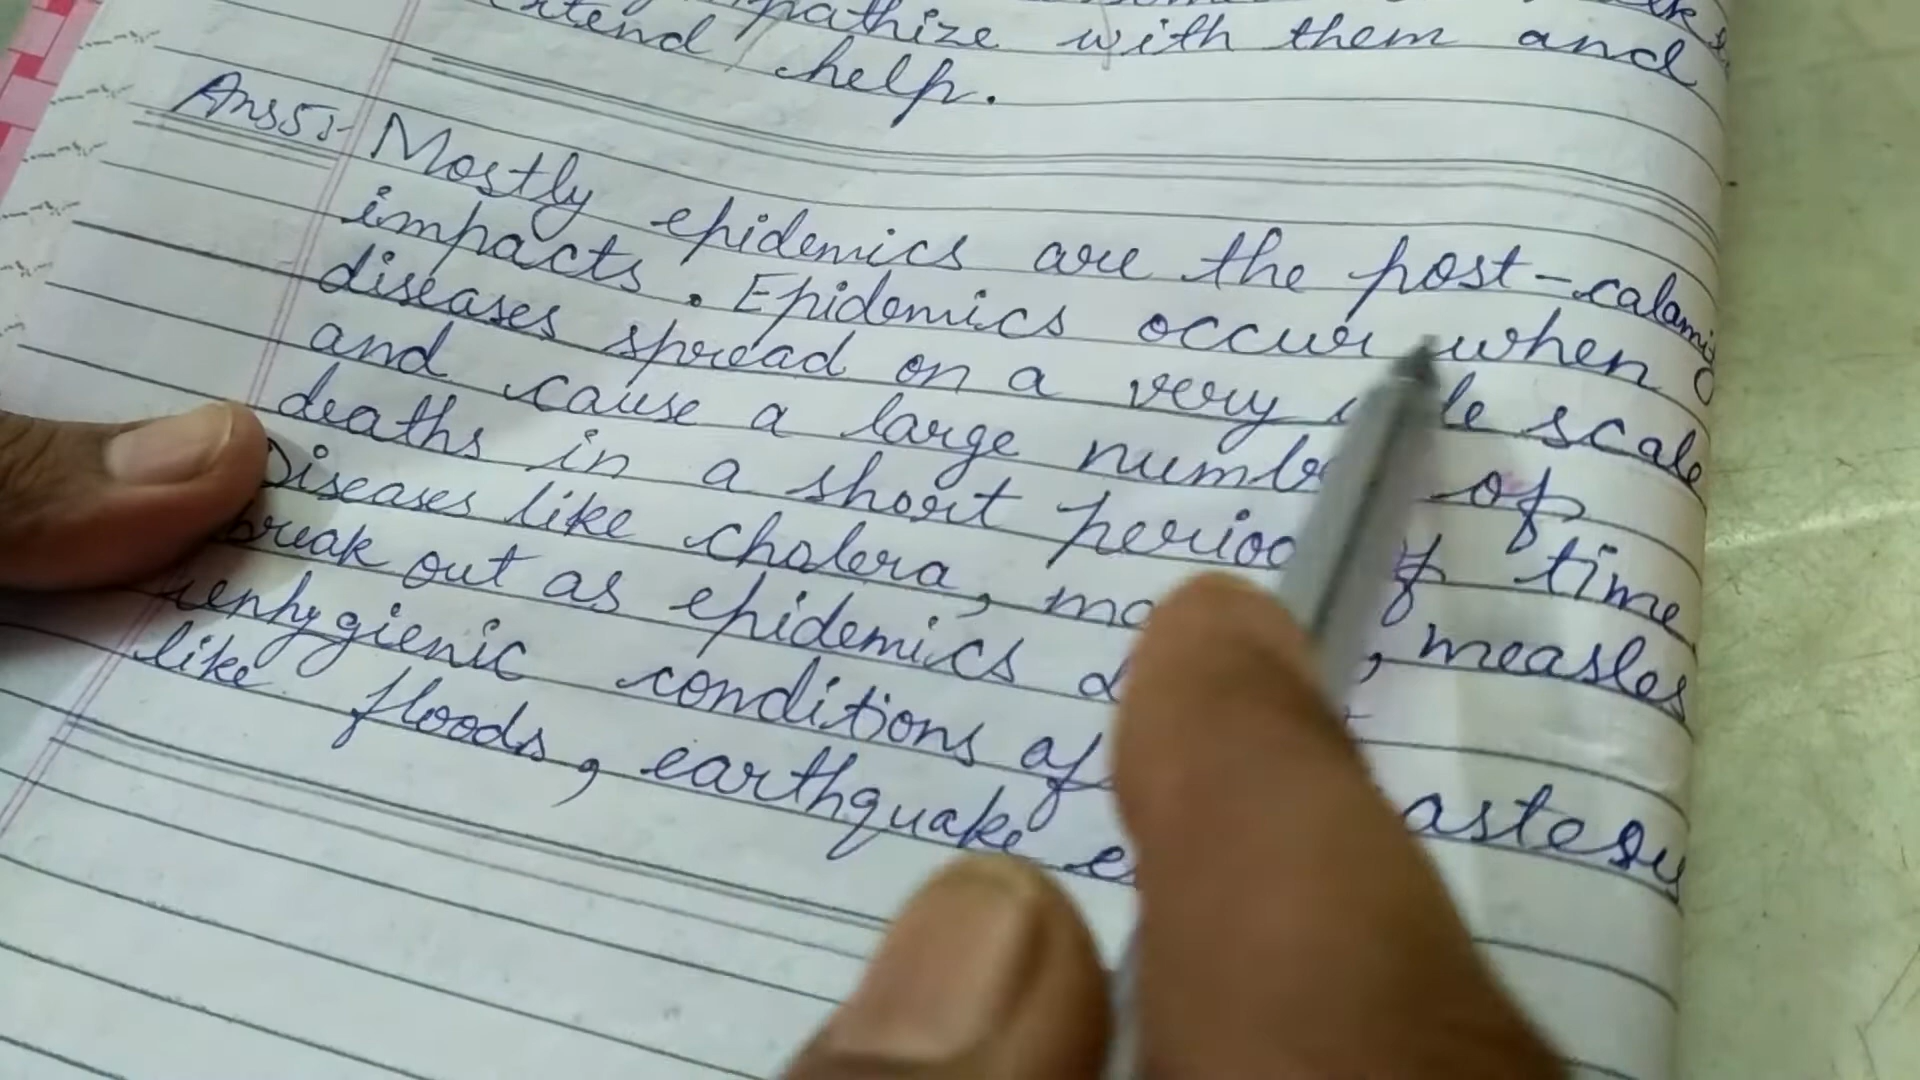 pathize with them and
extend help.
Ans5:- Mostly epidemics are the post-calamity
impacts. Epidemics occur when
diseases spread on a very scale
and cause a large of
deaths in a short time.
Diseases like cholera, measles
break out as epidemics
unhygienic conditions
like floods, earthquake